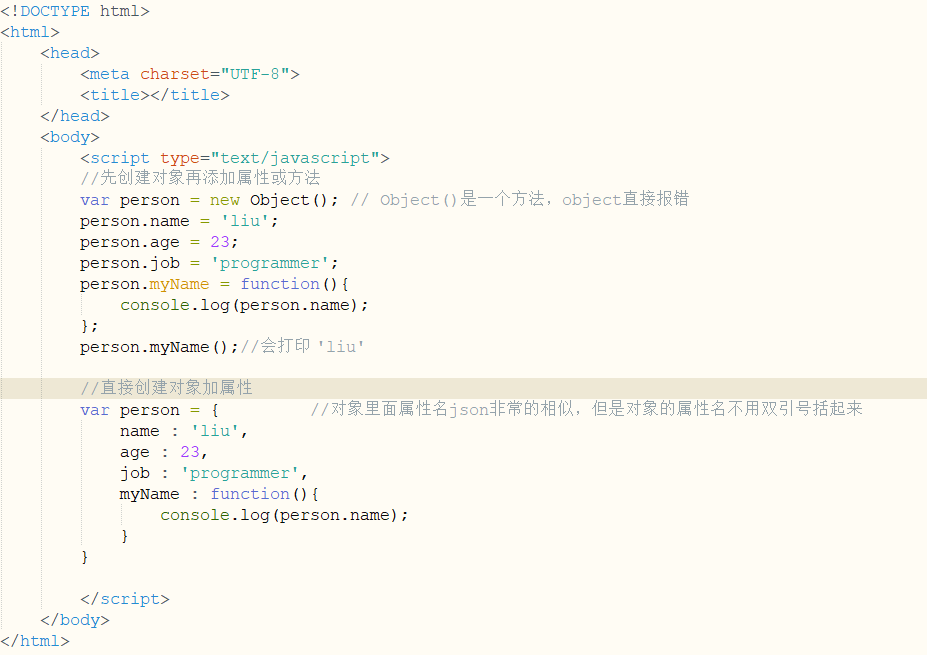 <!DOCTYPE html>
<html>
    <head>
        <meta charset="UTF-8">
        <title></title>
    </head>
    <body>
        <script type="text/javascript">
        //先创建对象再添加属性或方法
        var person = new Object(); // Object()是一个方法，object直接报错
        person.name = 'liu';
        person.age = 23;
        person.job = 'programmer';
        person.myName = function(){
            console.log(person.name);
        };
        person.myName();//会打印 'liu'

        //直接创建对象加属性
        var person = {         //对象里面属性名json非常的相似，但是对象的属性名不用双引号括起来
            name : 'liu',
            age : 23,
            job : 'programmer',
            myName : function(){
                console.log(person.name);
            }
        }

        </script>
    </body>
</html>